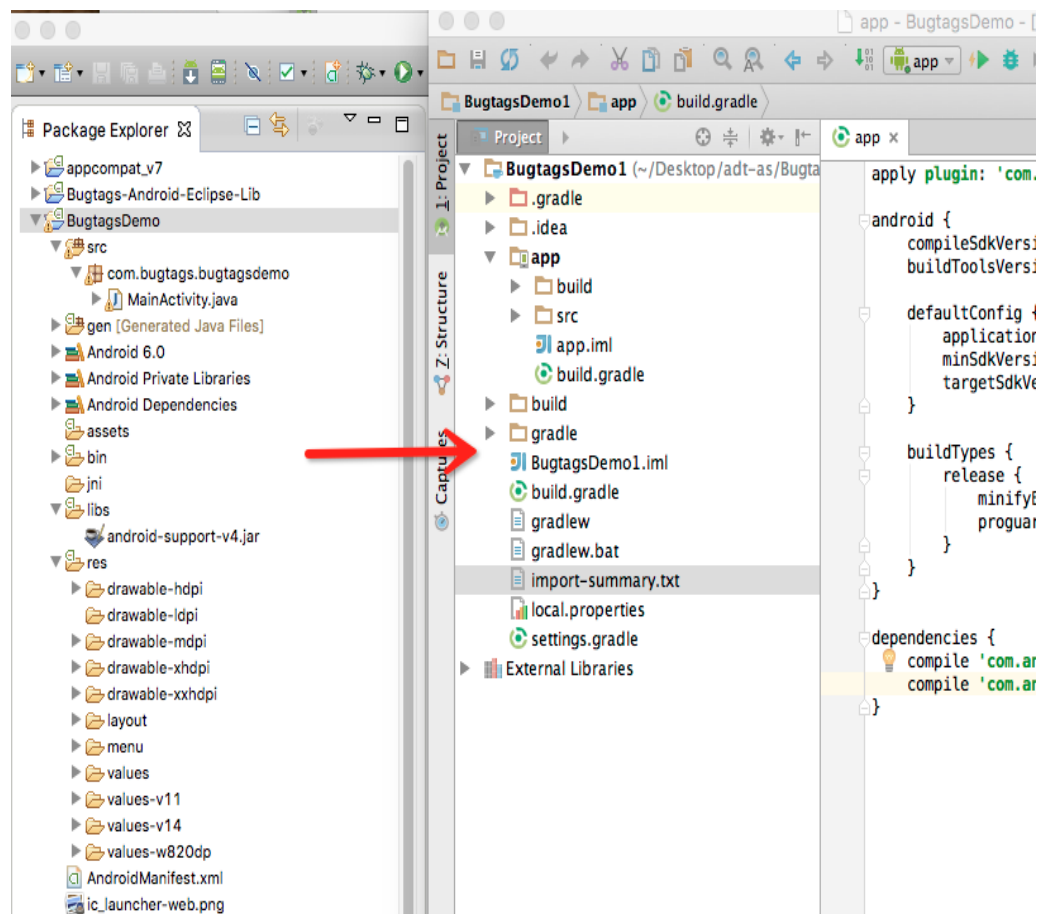 Package Explorer
appcompat_v7
Bugtags-Android-Eclipse-Lib
BugtagsDemo
src
com.bugtags.bugtagsdemo
MainActivity.java
gen [Generated Java Files]
Android 6.0
Android Private Libraries
Android Dependencies
assets
bin
jni
libs
android-support-v4.jar
res
drawable-hdpi
drawable-ldpi
drawable-mdpi
drawable-xhdpi
drawable-xxhdpi
layout
menu
values
values-v11
values-v14
values-w820dp
AndroidManifest.xml
ic_launcher-web.png
app - BugtagsDemo - [
app
BugtagsDemo1 app build.gradle
1: Project
Z: Structure
Captures
Project
BugtagsDemo1 (~/Desktop/adt-as/Bugta
.gradle
.idea
app
build
src
app.iml
build.gradle
build
gradle
BugtagsDemo1.iml
build.gradle
gradlew
gradlew.bat
import-summary.txt
local.properties
settings.gradle
External Libraries
app ×
apply plugin: 'com.
android {
compileSdkVersi
buildToolsVersi
defaultConfig {
application
minSdkVersi
targetSdkVe
}
buildTypes {
release {
minifyE
proguar
}
}
}
dependencies {
compile 'com.an
compile 'com.an
}